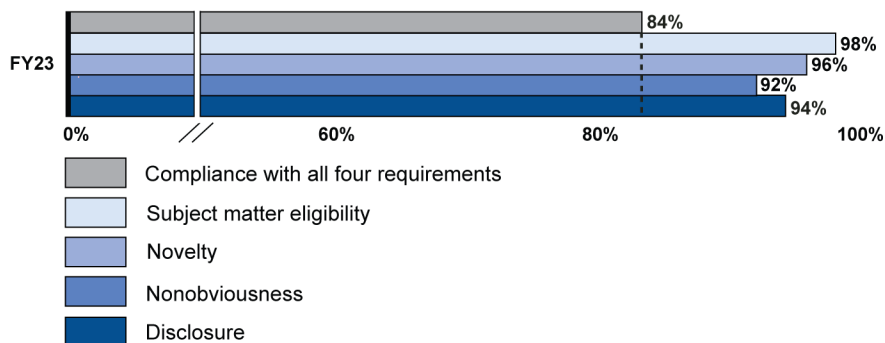 84%
98%
FY23
96%
92%
94%
0% 60% 80% 100%
Compliance with all four requirements
Subject matter eligibility
Novelty
Nonobviousness
Disclosure